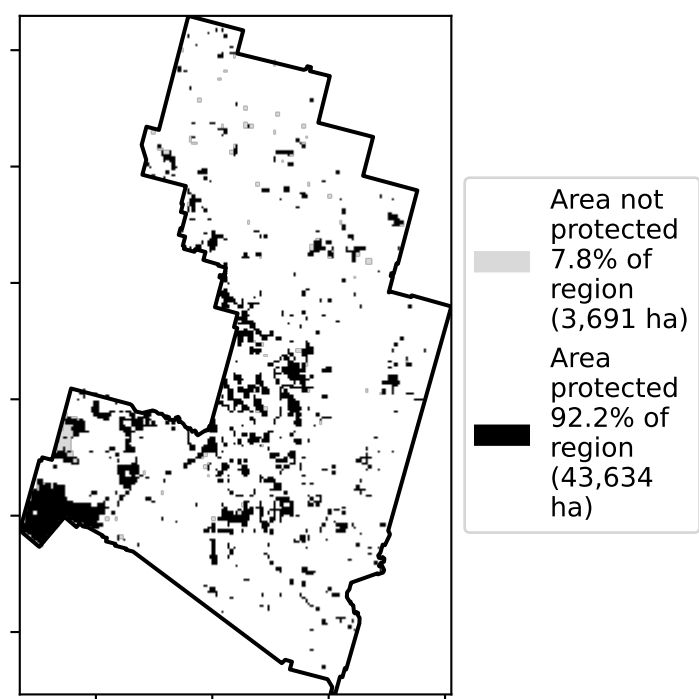 Area not
protected
7.8% of
region
(3,691 ha)
Area
protected
92.2% of
region
(43,634
ha)